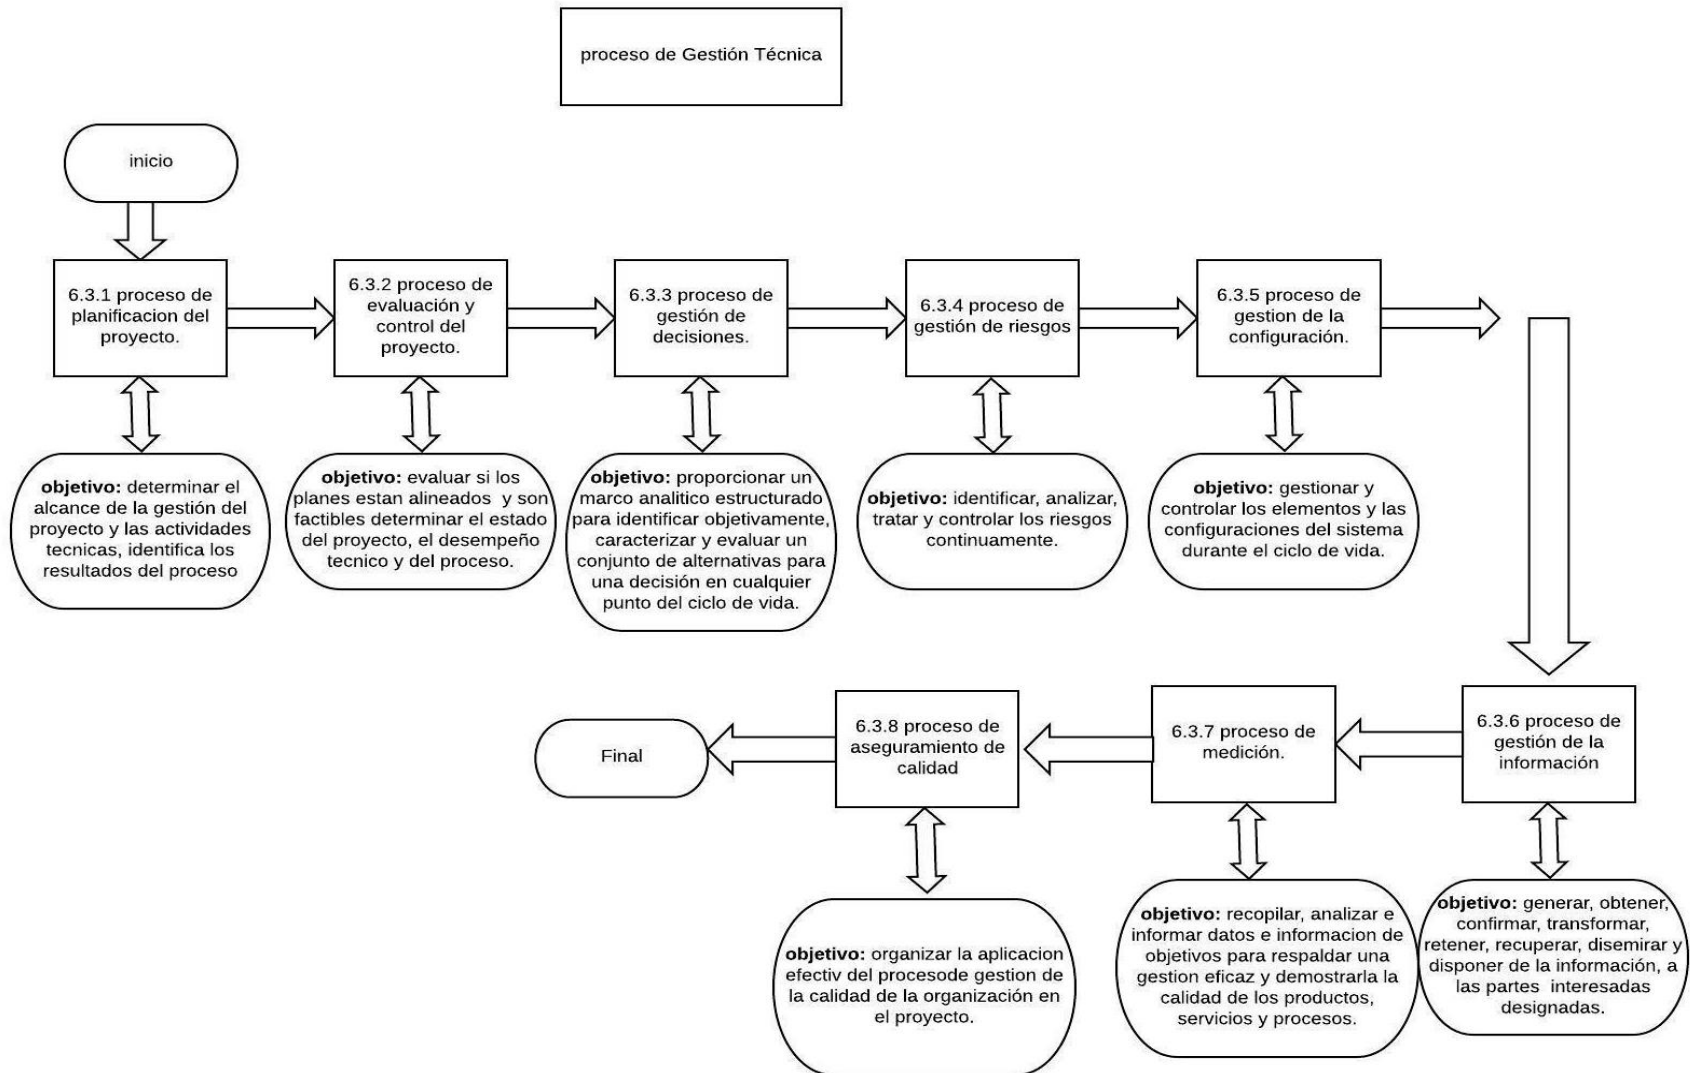 proceso de Gestión Técnica
inicio
6.3.1 proceso de
planificacion del
proyecto.
6.3.2 proceso de
evaluación y
control del
proyecto.
6.3.3 proceso de
gestión de
decisiones.
6.3.4 proceso de
gestión de riesgos
6.3.5 proceso de
gestion de la
configuración.
objetivo: determinar el
alcance de la gestión del
proyecto y las actividades
tecnicas, identifica los
resultados del proceso
objetivo: evaluar si los
planes estan alineados y son
factibles determinar el estado
del proyecto, el desempeño
tecnico y del proceso.
objetivo: proporcionar un
marco analitico estructurado
para identificar objetivamente,
caracterizar y evaluar un
conjunto de alternativas para
una decisión en cualquier
punto del ciclo de vida.
objetivo: identificar, analizar,
tratar y controlar los riesgos
continuamente.
objetivo: gestionar y
controlar los elementos y las
configuraciones del sistema
durante el ciclo de vida.
6.3.6 proceso de
gestión de la
información
6.3.7 proceso de
medición.
6.3.8 proceso de
aseguramiento de
calidad
Final
objetivo: generar, obtener,
confirmar, transformar,
retener, recuperar, disemirar y
disponer de la información, a
las partes interesadas
designadas.
objetivo: recopilar, analizar e
informar datos e informacion de
objetivos para respaldar una
gestion eficaz y demostrarla la
calidad de los productos,
servicios y procesos.
objetivo: organizar la aplicacion
efectiv del procesode gestion de
la calidad de la organización en
el proyecto.